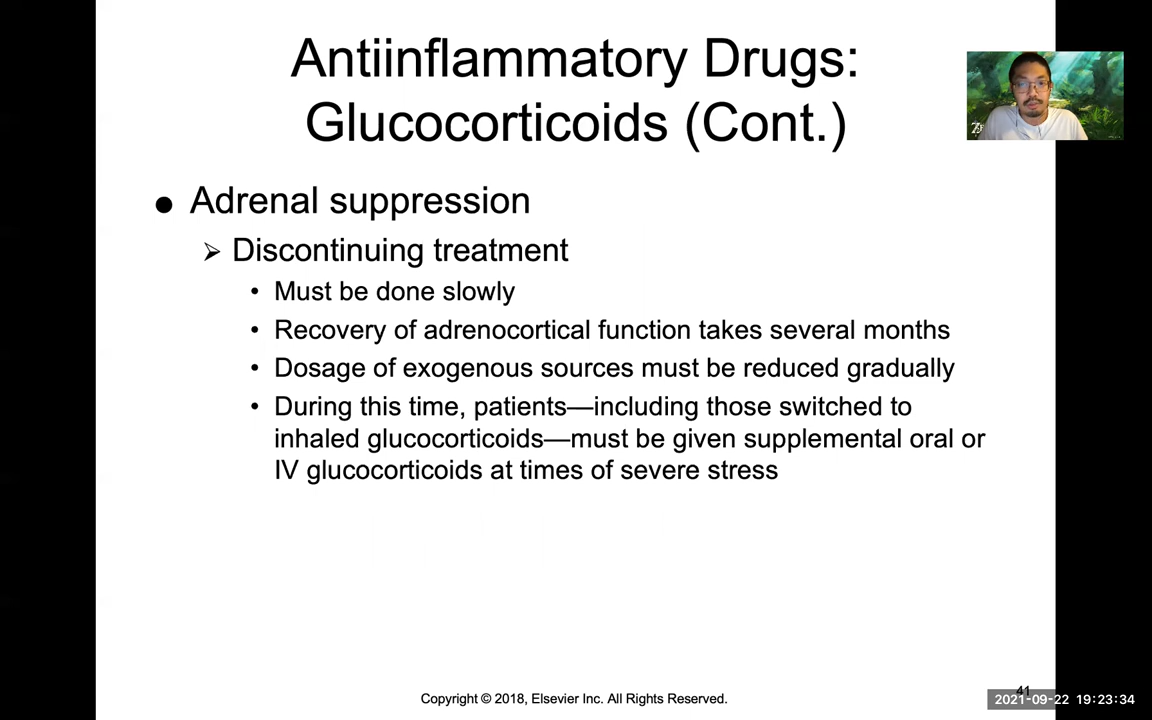 Antiinflammatory Drugs:
Glucocorticoids (Cont.)
● Adrenal suppression
➢ Discontinuing treatment
• Must be done slowly
• Recovery of adrenocortical function takes several months
• Dosage of exogenous sources must be reduced gradually
• During this time, patients—including those switched to
inhaled glucocorticoids—must be given supplemental oral or
IV glucocorticoids at times of severe stress
Copyright © 2018, Elsevier Inc. All Rights Reserved.
41
2021-09-22 19:23:34